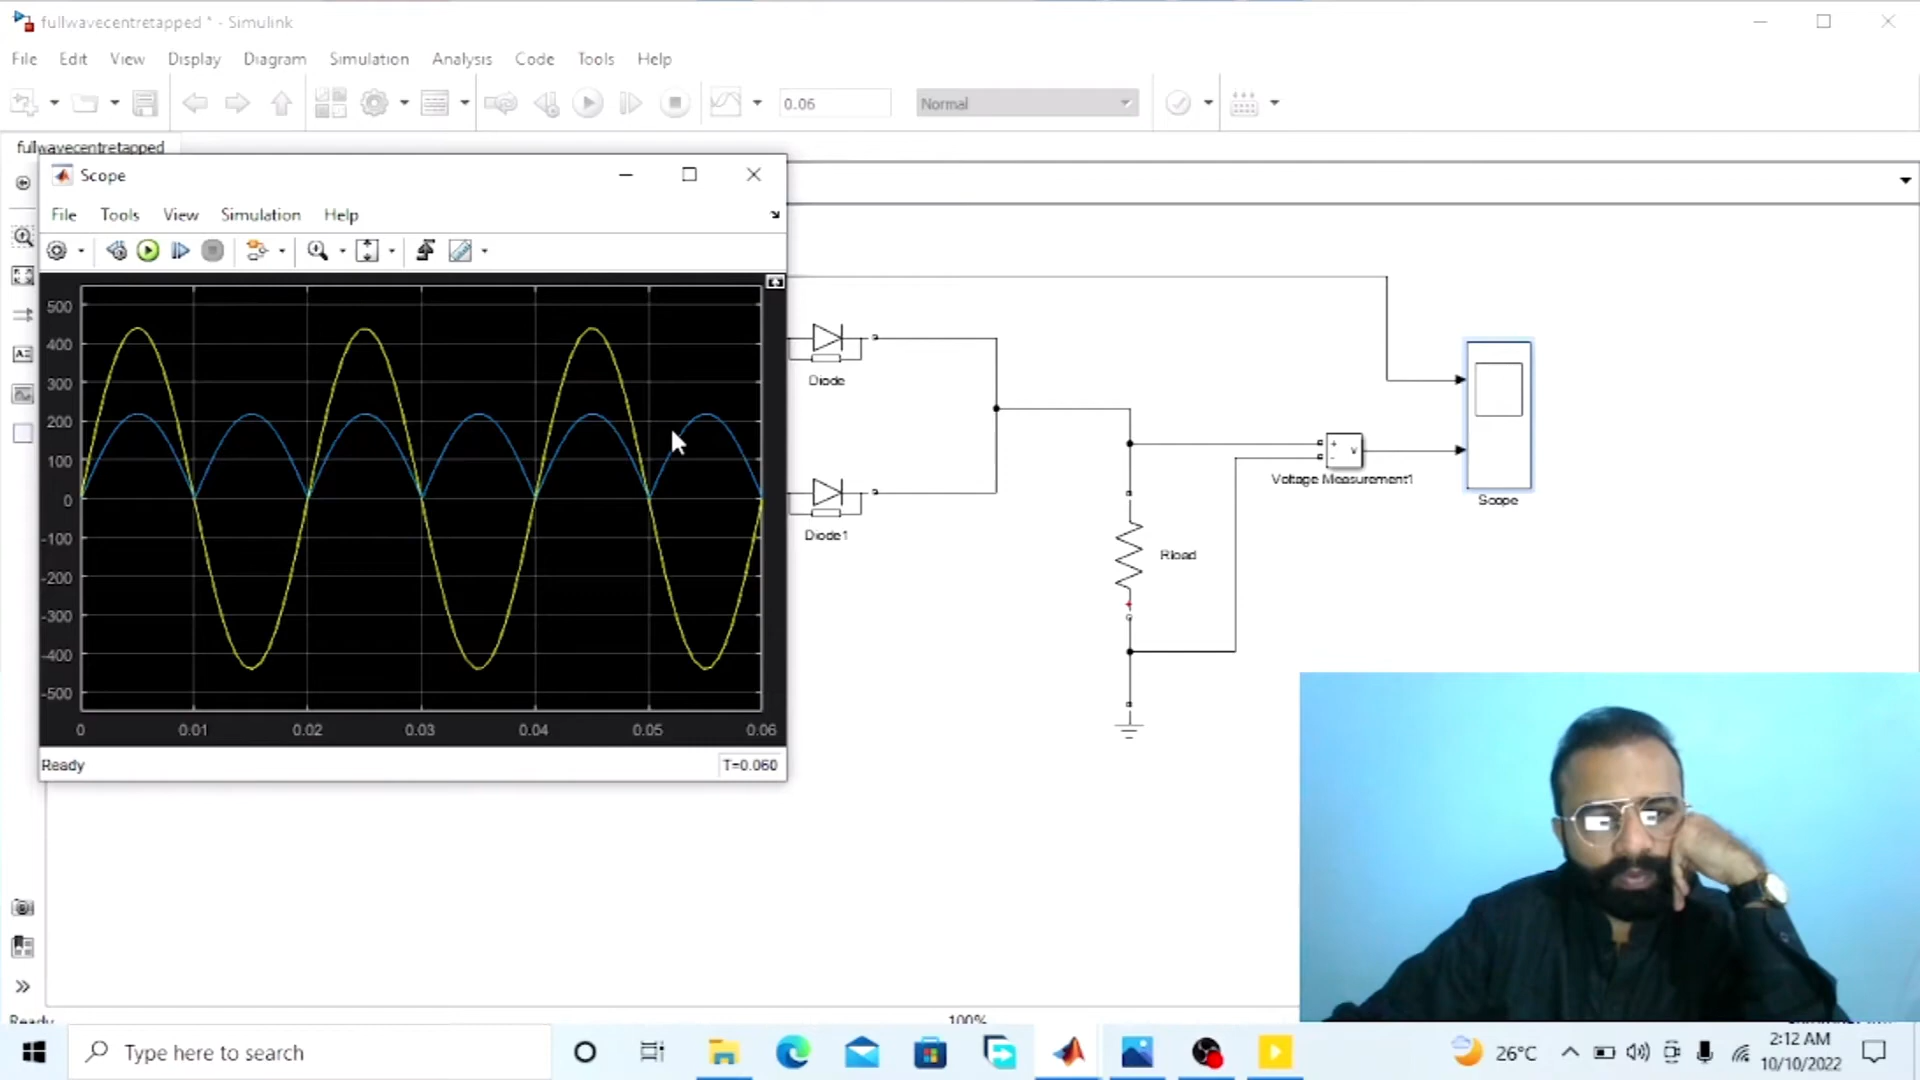 fullwavecentretapped * - Simulink
File Edit View Display Diagram Simulation Analysis Code Tools Help
0.06 Normal
fullwavecentretapped
Scope
File Tools View Simulation Help
500
400
300
200
100
0
-100
-200
-300
-400
-500
0 0.01 0.02 0.03 0.04 0.05 0.06
Ready T=0.060
Diode
Diode1
Rload
+
-
v
Voltage Measurement1
Scope
Ready 100%
Type here to search
26°C
2:12 AM
10/10/2022